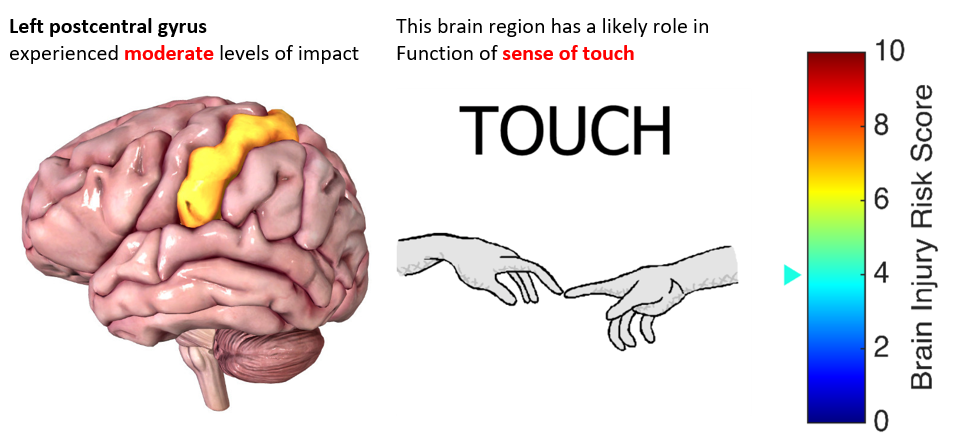 Left postcentral gyrus
experienced moderate levels of impact
This brain region has a likely role in
Function of sense of touch
TOUCH
10
8
6
4
2
0
Brain Injury Risk Score